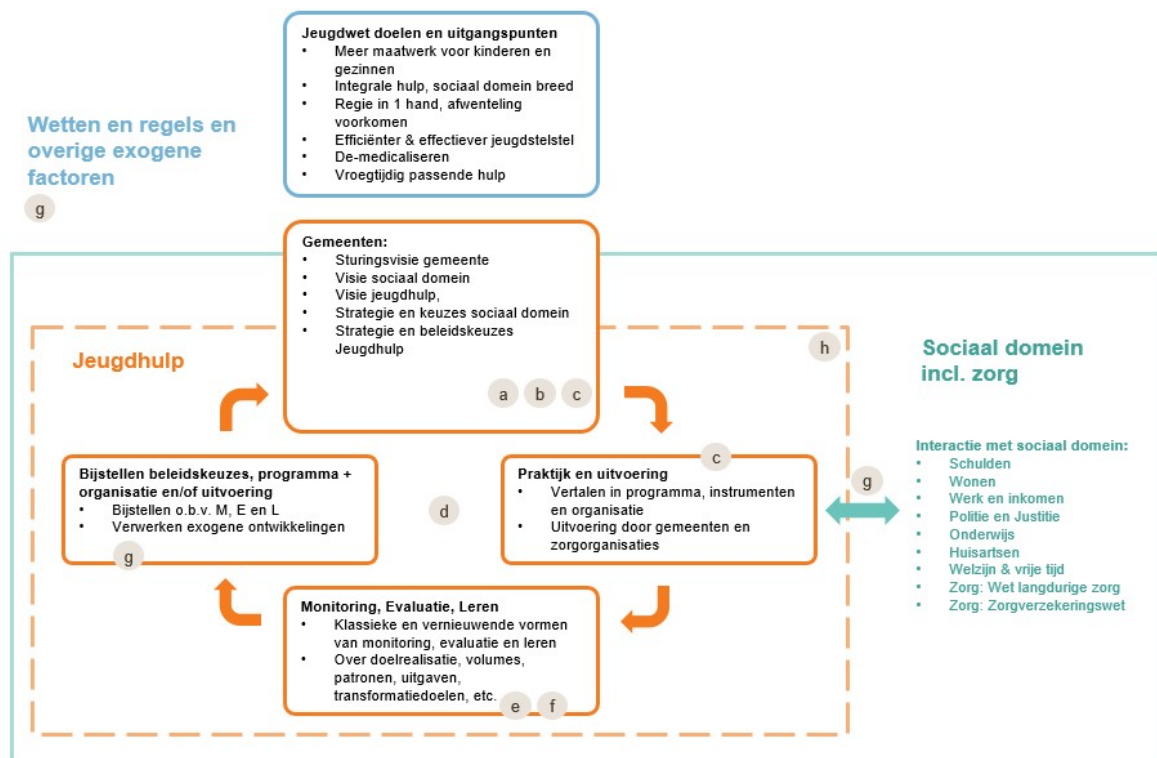 Jeugdwet doelen en uitgangspunten
• Meer maatwerk voor kinderen en
gezinnen
• Integrale hulp, sociaal domein breed
• Regie in 1 hand, afwenteling
voorkomen
• Efficiënter & effectiever jeugdstelstel
• De-medicaliseren
• Vroegtijdig passende hulp
Wetten en regels en
overige exogene
factoren
g
Gemeenten:
• Sturingsvisie gemeente
• Visie sociaal domein
• Visie jeugdhulp,
• Strategie en keuzes sociaal domein
• Strategie en beleidskeuzes
Jeugdhulp
a b c
Jeugdhulp
h
Sociaal domein
incl. zorg
Bijstellen beleidskeuzes, programma +
organisatie en/of uitvoering
• Bijstellen o.b.v. M, E en L
• Verwerken exogene ontwikkelingen
g
d
c
Praktijk en uitvoering
• Vertalen in programma, instrumenten
en organisatie
• Uitvoering door gemeenten en
zorgorganisaties
g
Interactie met sociaal domein:
• Schulden
• Wonen
• Werk en inkomen
• Politie en Justitie
• Onderwijs
• Huisartsen
• Welzijn & vrije tijd
• Zorg: Wet langdurige zorg
• Zorg: Zorgverzekeringswet
Monitoring, Evaluatie, Leren
• Klassieke en vernieuwende vormen
van monitoring, evaluatie en leren
• Over doelrealisatie, volumes,
patronen, uitgaven,
transformatiedoelen, etc.
e f